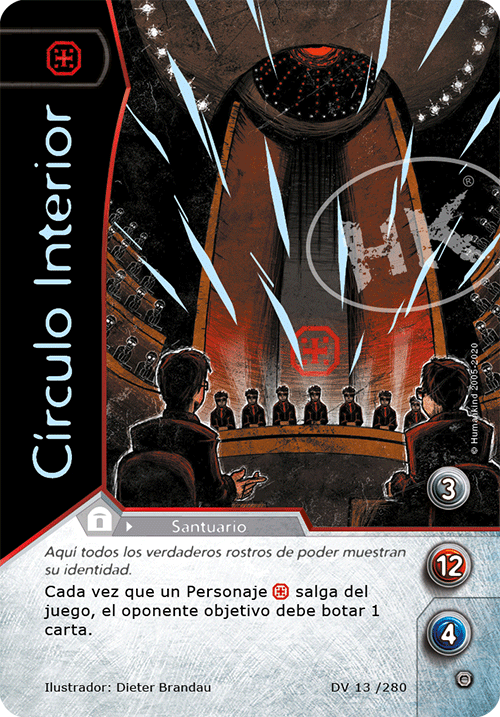 Círculo Interior
HK®
© Humankind 2005-2020
3
Santuario
Aquí todos los verdaderos rostros de poder muestran
su identidad.
Cada vez que un Personaje salga del
juego, el oponente objetivo debe botar 1
carta.
12
4
Ilustrador: Dieter Brandau
DV 13 /280